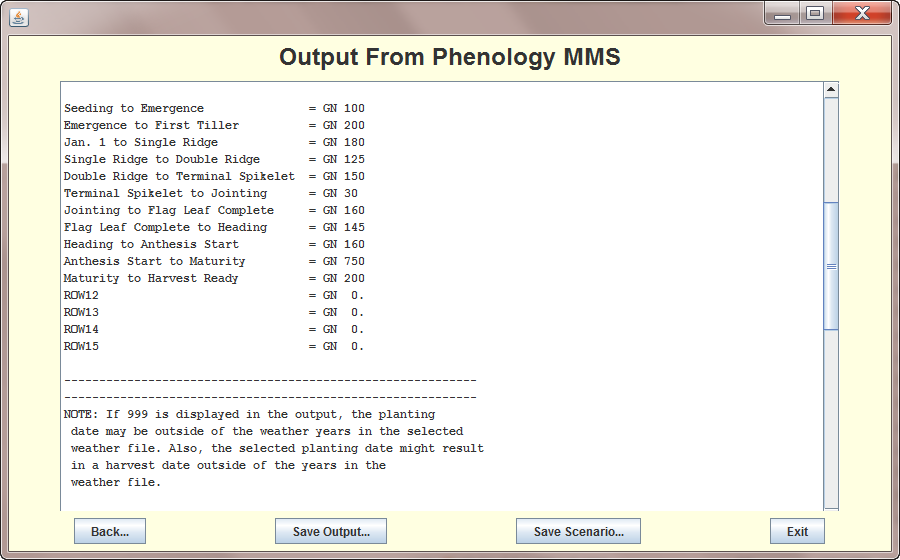 Output From Phenology MMS
Seeding to Emergence = GN 100
Emergence to First Tiller = GN 200
Jan. 1 to Single Ridge = GN 180
Single Ridge to Double Ridge = GN 125
Double Ridge to Terminal Spikelet = GN 150
Terminal Spikelet to Jointing = GN 30
Jointing to Flag Leaf Complete = GN 160
Flag Leaf Complete to Heading = GN 145
Heading to Anthesis Start = GN 160
Anthesis Start to Maturity = GN 750
Maturity to Harvest Ready = GN 200
ROW12 = GN 0.
ROW13 = GN 0.
ROW14 = GN 0.
ROW15 = GN 0.
-----------------------------------------------------------
-----------------------------------------------------------
NOTE: If 999 is displayed in the output, the planting
date may be outside of the weather years in the selected
weather file. Also, the selected planting date might result
in a harvest date outside of the years in the
weather file.
Back... Save Output... Save Scenario... Exit